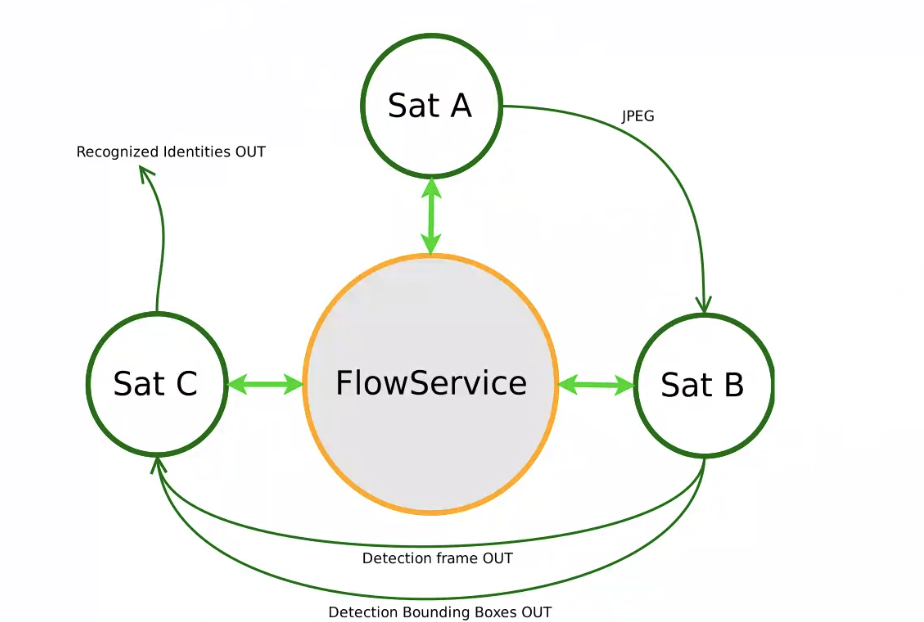 Sat A
JPEG
Recognized Identities OUT
Sat C
FlowService
Sat B
Detection frame OUT
Detection Bounding Boxes OUT